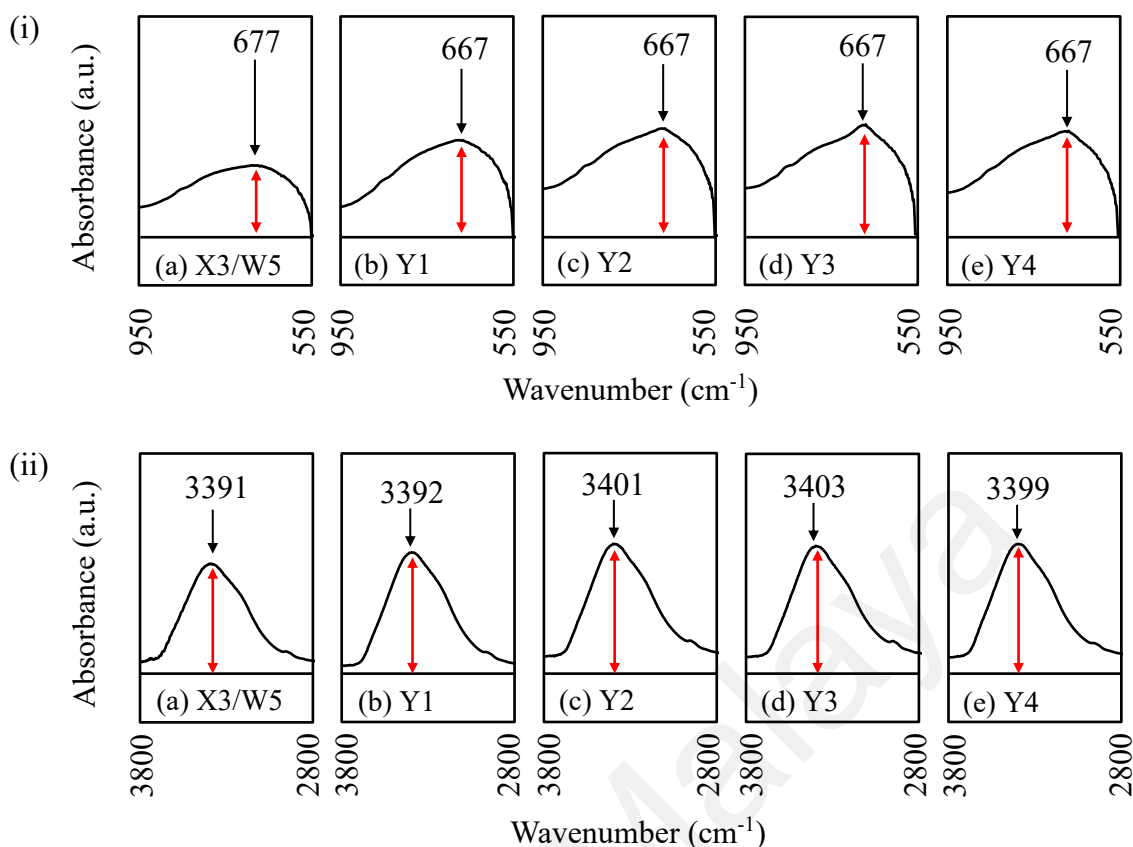 (i)
Absorbance (a.u.)
677 667 667 667 667
(a) X3/W5 (b) Y1 (c) Y2 (d) Y3 (e) Y4
950 550 950 550 950 550 950 550 950 550
Wavenumber (cm-1)
(ii)
Absorbance (a.u.)
3391 3392 3401 3403 3399
(a) X3/W5 (b) Y1 (c) Y2 (d) Y3 (e) Y4
3800 2800 3800 2800 3800 2800 3800 2800 3800 2800
Wavenumber (cm-1)
Malaya